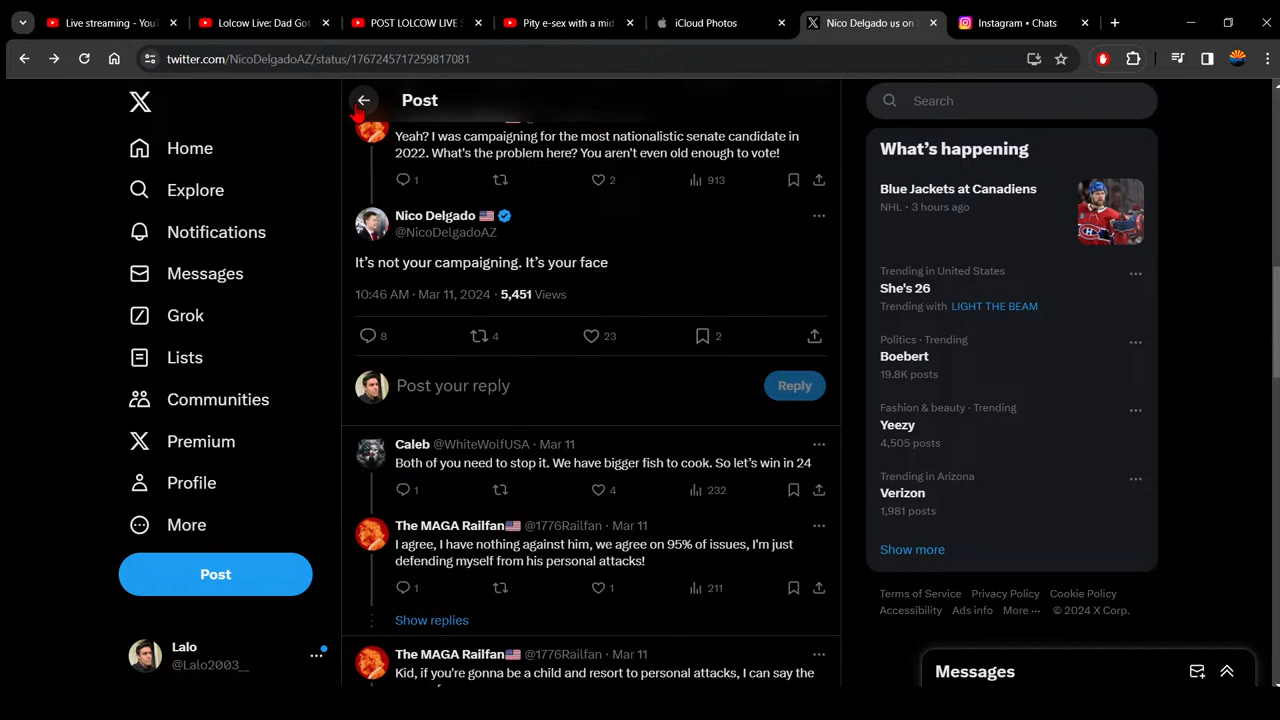 Live streaming - You
Lolcow Live: Dad Got
POST LOLCOW LIVE S
Pity e-sex with a mid
iCloud Photos
Nico Delgado us on
Instagram • Chats
twitter.com/NicoDelgadoAZ/status/1767245717259817081
Home
Explore
Notifications
Messages
Grok
Lists
Communities
Premium
Profile
More
Post
Lalo
@Lalo2003__
Post
Yeah? I was campaigning for the most nationalistic senate candidate in
2022. What's the problem here? You aren't even old enough to vote!
1 2 913
Nico Delgado 🇺🇸
@NicoDelgadoAZ
It's not your campaigning. It's your face
10:46 AM · Mar 11, 2024 · 5,451 Views
8 4 23 2
Post your reply
Reply
Caleb @WhiteWolfUSA · Mar 11
Both of you need to stop it. We have bigger fish to cook. So let's win in 24
1 4 232
The MAGA Railfan🇺🇸 @1776Railfan · Mar 11
I agree, I have nothing against him, we agree on 95% of issues, I'm just
defending myself from his personal attacks!
1 1 211
Show replies
The MAGA Railfan🇺🇸 @1776Railfan · Mar 11
Kid, if you're gonna be a child and resort to personal attacks, I can say the
Search
What's happening
Blue Jackets at Canadiens
NHL · 3 hours ago
Trending in United States
She's 26
Trending with LIGHT THE BEAM
Politics · Trending
Boebert
19.8K posts
Fashion & beauty · Trending
Yeezy
4,505 posts
Trending in Arizona
Verizon
1,981 posts
Show more
Terms of Service Privacy Policy Cookie Policy
Accessibility Ads info More ··· © 2024 X Corp.
Messages